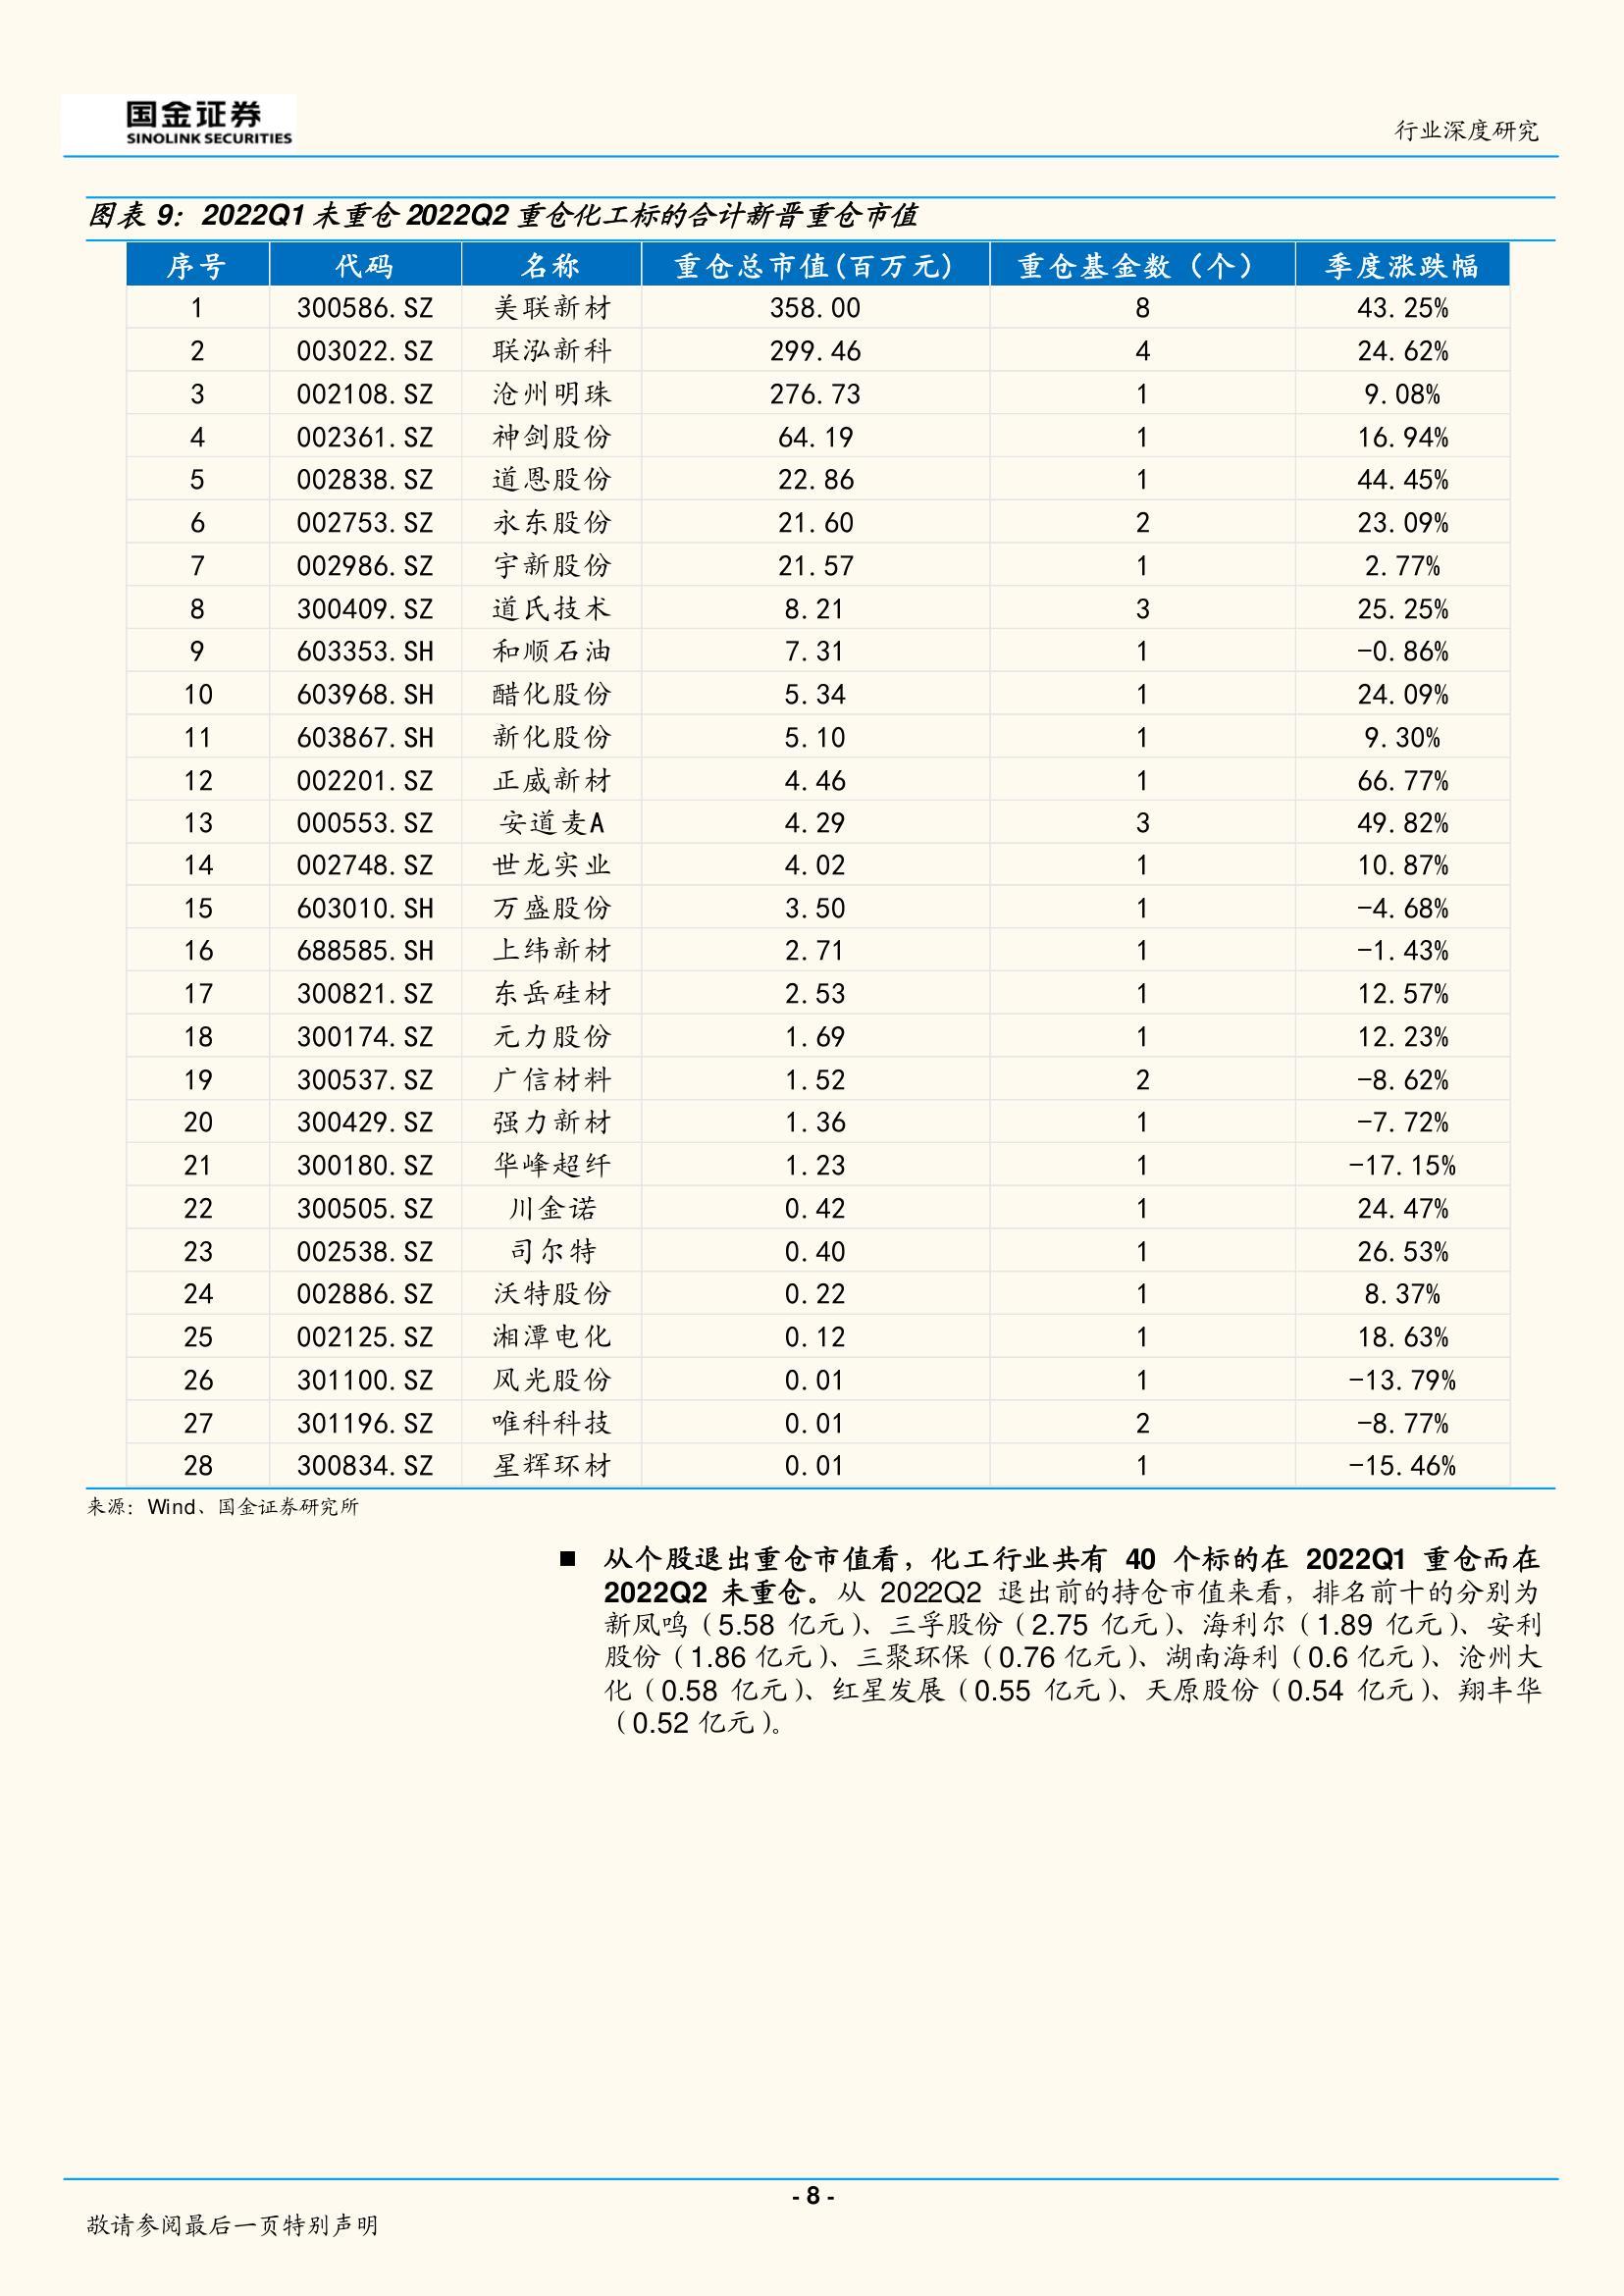 国金证券
SINOLINK SECURITIES
行业深度研究
图表 9：2022Q1 未重仓 2022Q2 重仓化工标的合计新晋重仓市值
序号 代码 名称 重仓总市值(百万元) 重仓基金数（个） 季度涨跌幅
1 300586.SZ 美联新材 358.00 8 43.25%
2 003022.SZ 联泓新科 299.46 4 24.62%
3 002108.SZ 沧州明珠 276.73 1 9.08%
4 002361.SZ 神剑股份 64.19 1 16.94%
5 002838.SZ 道恩股份 22.86 1 44.45%
6 002753.SZ 永东股份 21.60 2 23.09%
7 002986.SZ 宇新股份 21.57 1 2.77%
8 300409.SZ 道氏技术 8.21 3 25.25%
9 603353.SH 和顺石油 7.31 1 -0.86%
10 603968.SH 醋化股份 5.34 1 24.09%
11 603867.SH 新化股份 5.10 1 9.30%
12 002201.SZ 正威新材 4.46 1 66.77%
13 000553.SZ 安道麦A 4.29 3 49.82%
14 002748.SZ 世龙实业 4.02 1 10.87%
15 603010.SH 万盛股份 3.50 1 -4.68%
16 688585.SH 上纬新材 2.71 1 -1.43%
17 300821.SZ 东岳硅材 2.53 1 12.57%
18 300174.SZ 元力股份 1.69 1 12.23%
19 300537.SZ 广信材料 1.52 2 -8.62%
20 300429.SZ 强力新材 1.36 1 -7.72%
21 300180.SZ 华峰超纤 1.23 1 -17.15%
22 300505.SZ 川金诺 0.42 1 24.47%
23 002538.SZ 司尔特 0.40 1 26.53%
24 002886.SZ 沃特股份 0.22 1 8.37%
25 002125.SZ 湘潭电化 0.12 1 18.63%
26 301100.SZ 风光股份 0.01 1 -13.79%
27 301196.SZ 唯科科技 0.01 2 -8.77%
28 300834.SZ 星辉环材 0.01 1 -15.46%
来源：Wind、国金证券研究所
■ 从个股退出重仓市值看，化工行业共有 40 个标的在 2022Q1 重仓而在
2022Q2 未重仓。从 2022Q2 退出前的持仓市值来看，排名前十的分别为
新凤鸣（5.58 亿元）、三孚股份（2.75 亿元）、海利尔（1.89 亿元）、安利
股份（1.86 亿元）、三聚环保（0.76 亿元）、湖南海利（0.6 亿元）、沧州大
化（0.58 亿元）、红星发展（0.55 亿元）、天原股份（0.54 亿元）、翔丰华
（0.52 亿元）。
- 8 -
敬请参阅最后一页特别声明